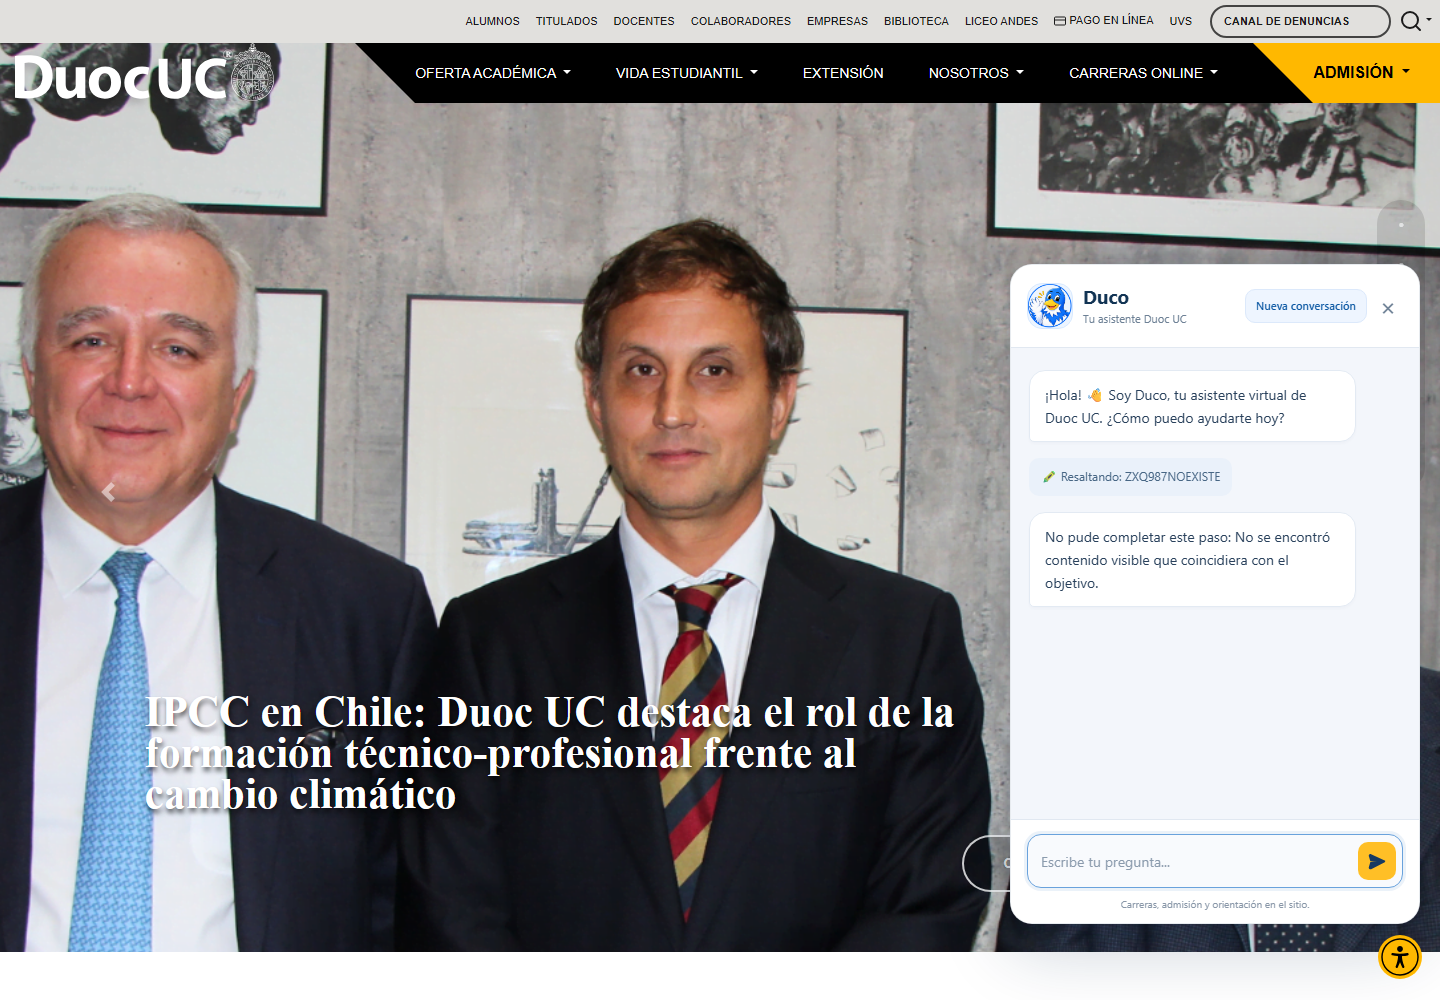 ALUMNOS TITULADOS DOCENTES COLABORADORES EMPRESAS BIBLIOTECA LICEO ANDES PAGO EN LÍNEA UVS CANAL DE DENUNCIAS
DuocUC®
OFERTA ACADÉMICA VIDA ESTUDIANTIL EXTENSIÓN NOSOTROS CARRERAS ONLINE ADMISIÓN
Duco
Tu asistente Duoc UC
Nueva conversación
¡Hola! 👋 Soy Duco, tu asistente virtual de
Duoc UC. ¿Cómo puedo ayudarte hoy?
Resaltando: ZXQ987NOEXISTE
No pude completar este paso: No se encontró
contenido visible que coincidiera con el
objetivo.
IPCC en Chile: Duoc UC destaca el rol de la
formación técnico-profesional frente al
cambio climático
Escribe tu pregunta...
Carreras, admisión y orientación en el sitio.